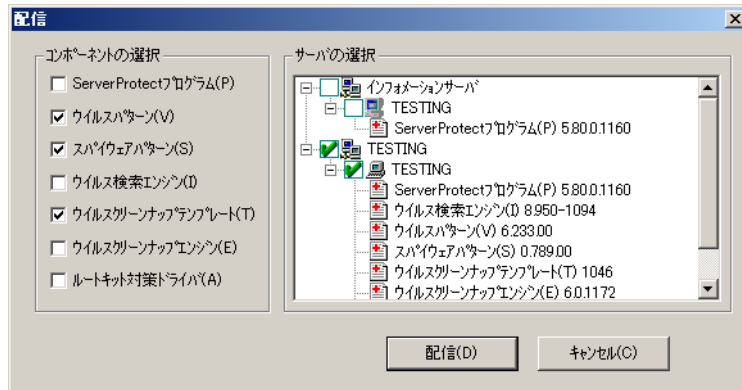 配信
コンポーネントの選択
ServerProtectプログラム(P)
ウイルスパターン(V)
スパイウェアパターン(S)
ウイルス検索エンジン(I)
ウイルスクリーンナップテンプレート(T)
ウイルスクリーンナップエンジン(E)
ルートキット対策ドライバ(A)
サーバの選択
インフォメーションサーバ
TESTING
ServerProtectプログラム(P) 5.80.0.1160
TESTING
TESTING
ServerProtectプログラム(P) 5.80.0.1160
ウイルス検索エンジン(I) 8.950-1094
ウイルスパターン(V) 6.233.00
スパイウェアパターン(S) 0.789.00
ウイルスクリーンナップテンプレート(T) 1046
ウイルスクリーンナップエンジン(E) 6.0.1172
配信(D)
キャンセル(C)